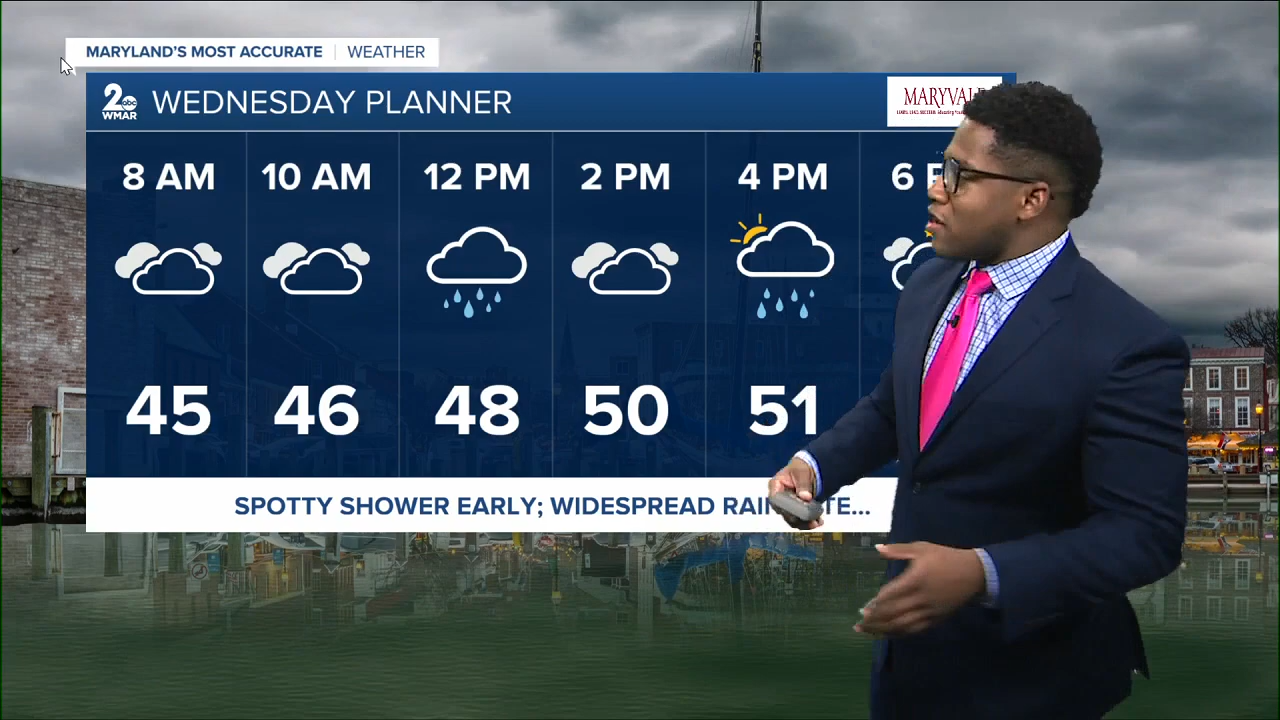 MARYLAND'S MOST ACCURATE | WEATHER
2 abc WMAR
WEDNESDAY PLANNER
8 AM 10 AM 12 PM 2 PM 4 PM 6
45 46 48 50 51
SPOTTY SHOWER EARLY; WIDESPREAD